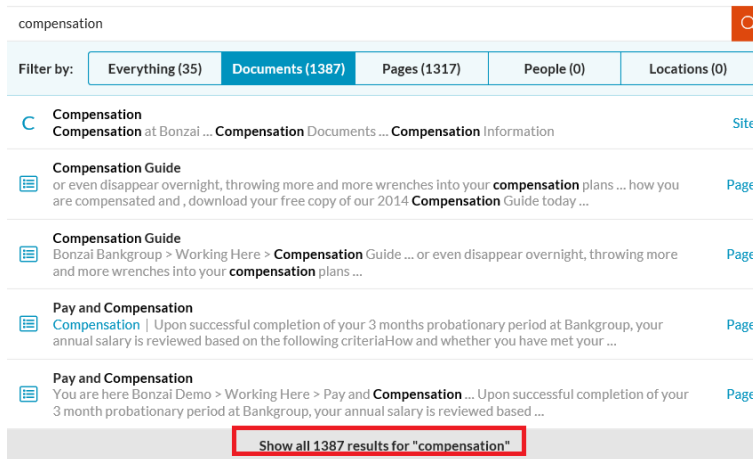 compensation
Filter by: Everything (35) Documents (1387) Pages (1317) People (0) Locations (0)
C Compensation
Compensation at Bonzai ... Compensation Documents ... Compensation Information
Site
Compensation Guide
or even disappear overnight, throwing more and more wrenches into your compensation plans ... how you
are compensated and , download your free copy of our 2014 Compensation Guide today ...
Page
Compensation Guide
Bonzai Bankgroup > Working Here > Compensation Guide ... or even disappear overnight, throwing more
and more wrenches into your compensation plans ...
Page
Pay and Compensation
Compensation | Upon successful completion of your 3 months probationary period at Bankgroup, your
annual salary is reviewed based on the following criteriaHow and whether you have met your ...
Page
Pay and Compensation
You are here Bonzai Demo > Working Here > Pay and Compensation ... Upon successful completion of your
3 month probationary period at Bankgroup, your annual salary is reviewed based ...
Page
Show all 1387 results for "compensation"